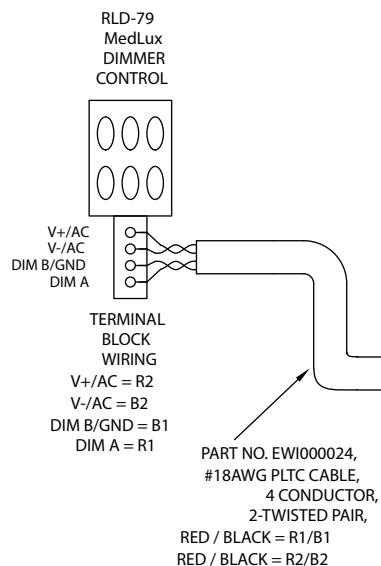 RLD-79
MedLux
DIMMER
CONTROL
V+/AC
V-/AC
DIM B/GND
DIM A
TERMINAL
BLOCK
WIRING
V+/AC = R2
V-/AC = B2
DIM B/GND = B1
DIM A = R1
PART NO. EWI000024,
#18AWG PLTC CABLE,
4 CONDUCTOR,
2-TWISTED PAIR,
RED / BLACK = R1/B1
RED / BLACK = R2/B2